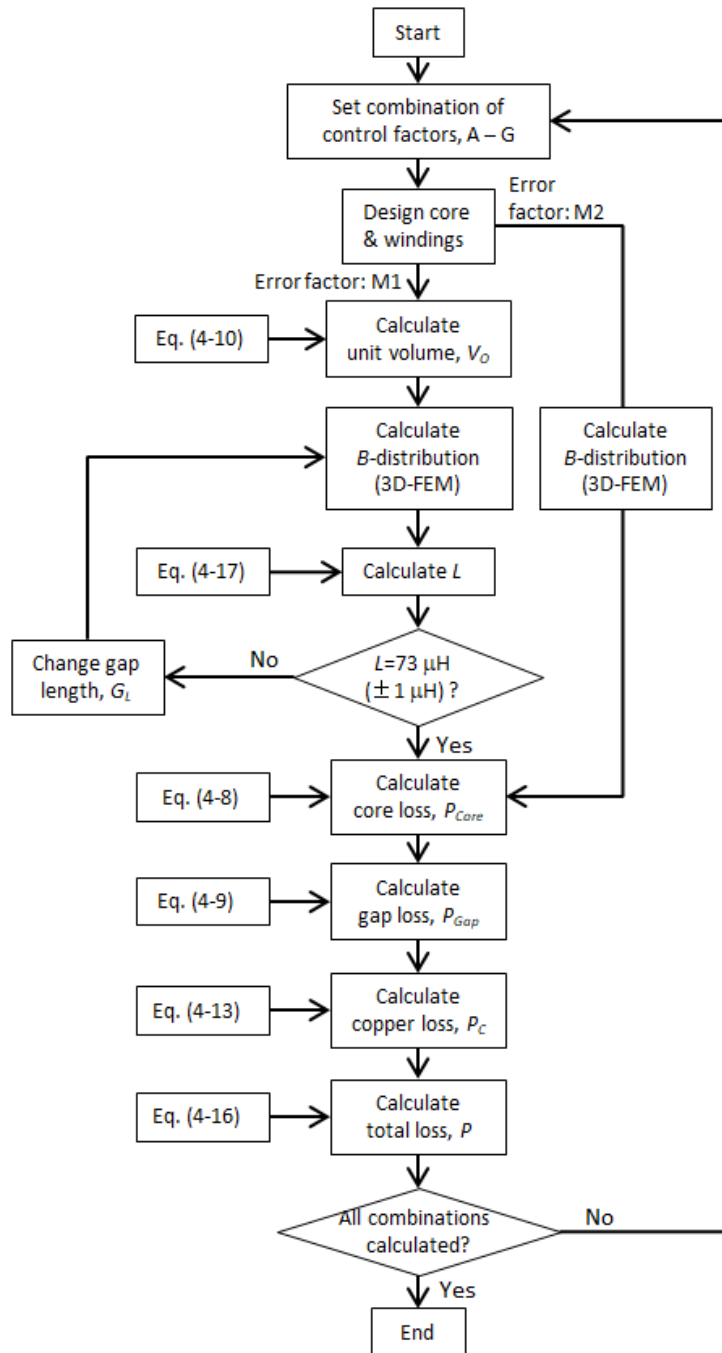 Start
Set combination of
control factors, A – G
Error
factor: M2
Design core
& windings
Error factor: M1
Eq. (4-10)
Calculate
unit volume, VO
Calculate
B-distribution
(3D-FEM)
Calculate
B-distribution
(3D-FEM)
Eq. (4-17)
Calculate L
Change gap
length, GL
No
L=73 μH
(± 1 μH) ?
Yes
Eq. (4-8)
Calculate
core loss, PCore
Eq. (4-9)
Calculate
gap loss, PGap
Eq. (4-13)
Calculate
copper loss, PC
Eq. (4-16)
Calculate
total loss, P
All combinations
calculated?
No
Yes
End